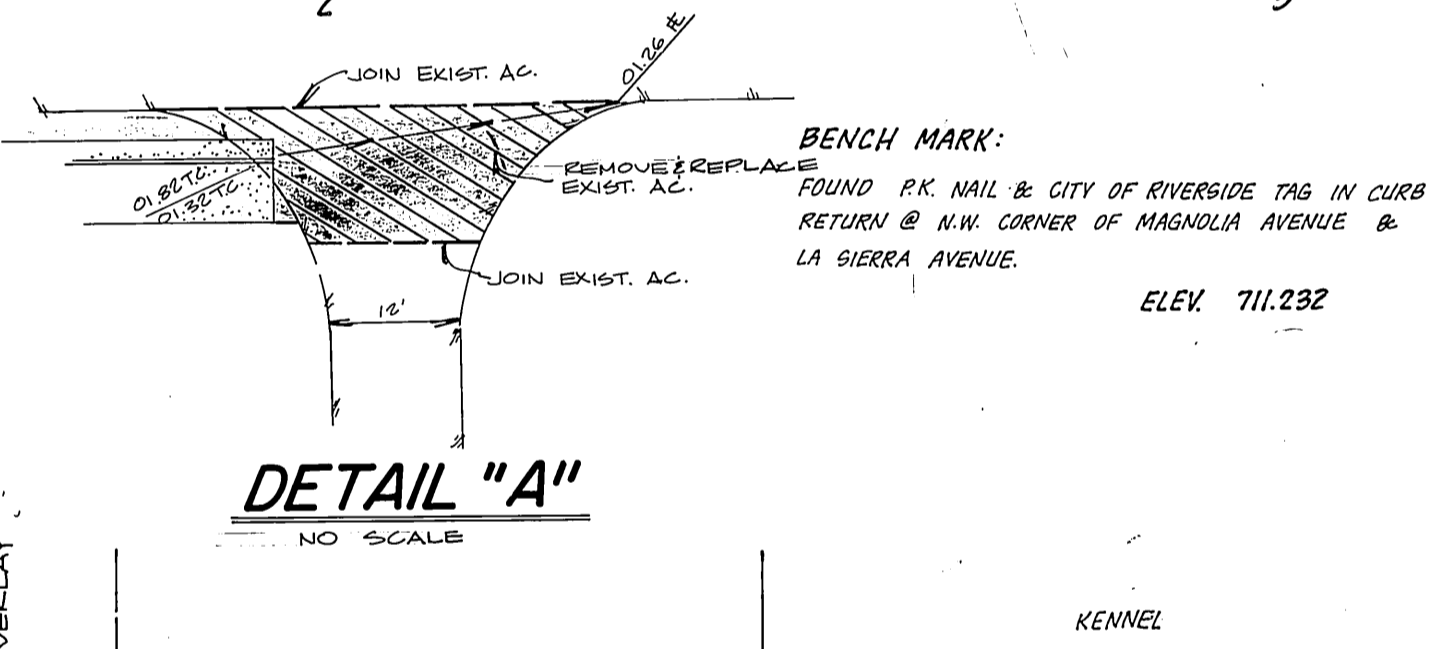 JOIN EXIST. AC.
01.26
REMOVE & REPLACE
EXIST. AC.
01.82 T.C.
01.32 T.C.
JOIN EXIST. AC.
12'
DETAIL "A"
NO SCALE
BENCH MARK:
FOUND P.K. NAIL & CITY OF RIVERSIDE TAG IN CURB
RETURN @ N.W. CORNER OF MAGNOLIA AVENUE &
LA SIERRA AVENUE.
ELEV. 711.232
KENNEL